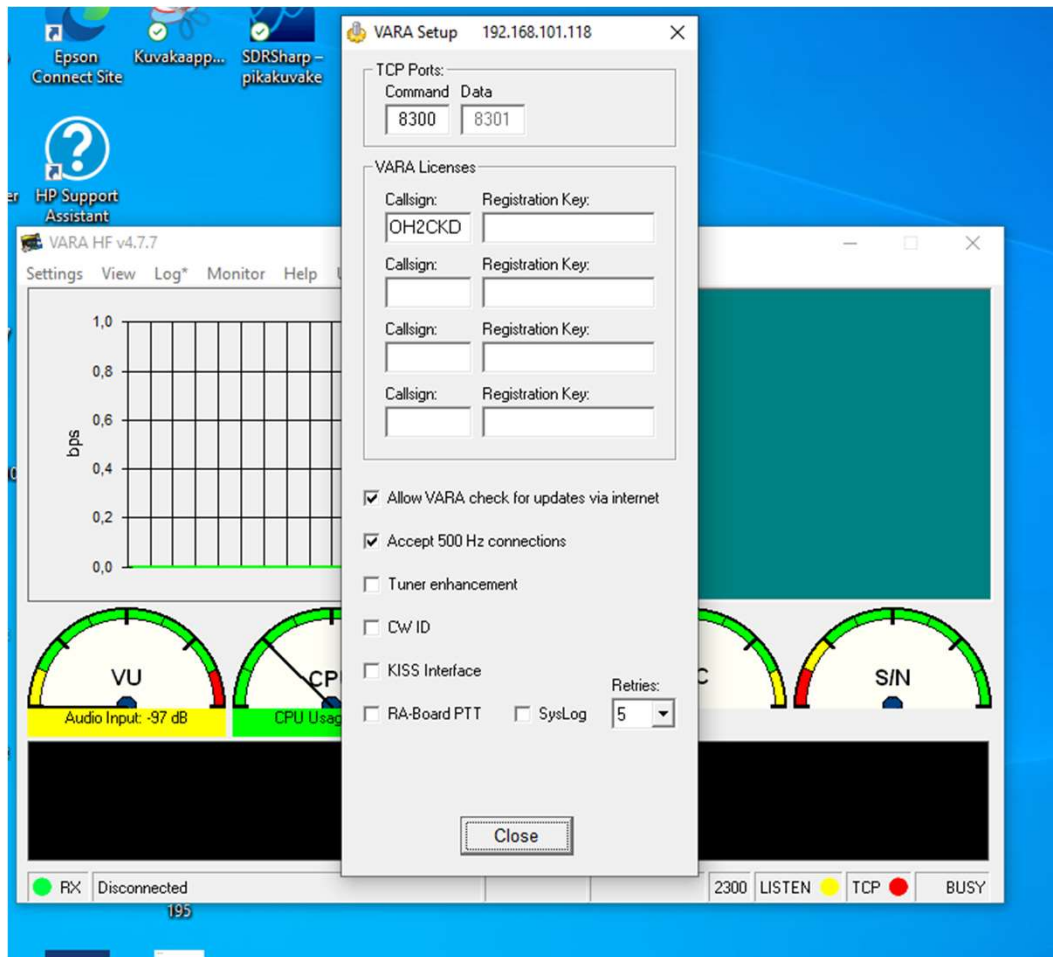 Epson
Connect Site
Kuvakaapp...
SDRSharp –
pikakuvake
HP Support
Assistant
VARA Setup 192.168.101.118
TCP Ports:
Command Data
8300 8301
VARA Licenses
Callsign: Registration Key:
OH2CKD
Callsign: Registration Key:
Callsign: Registration Key:
Callsign: Registration Key:
Allow VARA check for updates via internet
Accept 500 Hz connections
Tuner enhancement
CW ID
KISS Interface
Retries:
RA-Board PTT SysLog 5
Close
VARA HF v4.7.7
Settings View Log* Monitor Help
1,0
0,8
0,6
0,4
0,2
0,0
bps
VU
Audio Input: -97 dB
CPU Usag
S/N
RX Disconnected 2300 LISTEN TCP BUSY
195